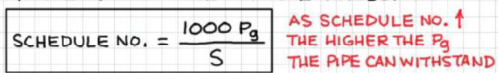 SCHEDULE NO. = 1000 Pg / S
AS SCHEDULE NO. ↑
THE HIGHER THE Pg
THE PIPE CAN WITHSTAND